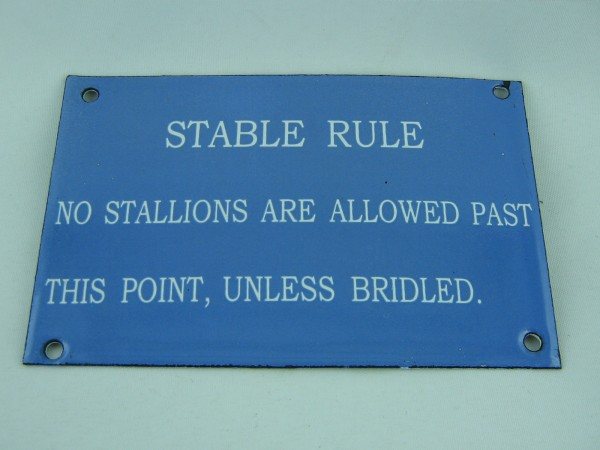 STABLE RULE
NO STALLIONS ARE ALLOWED PAST
THIS POINT, UNLESS BRIDLED.